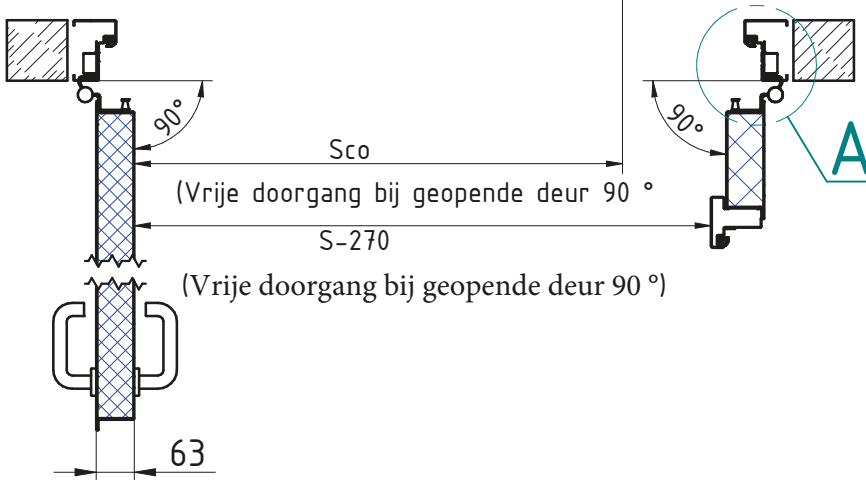 90°
90°
A
Sco
(Vrije doorgang bij geopende deur 90 °
S-270
(Vrije doorgang bij geopende deur 90 °)
63